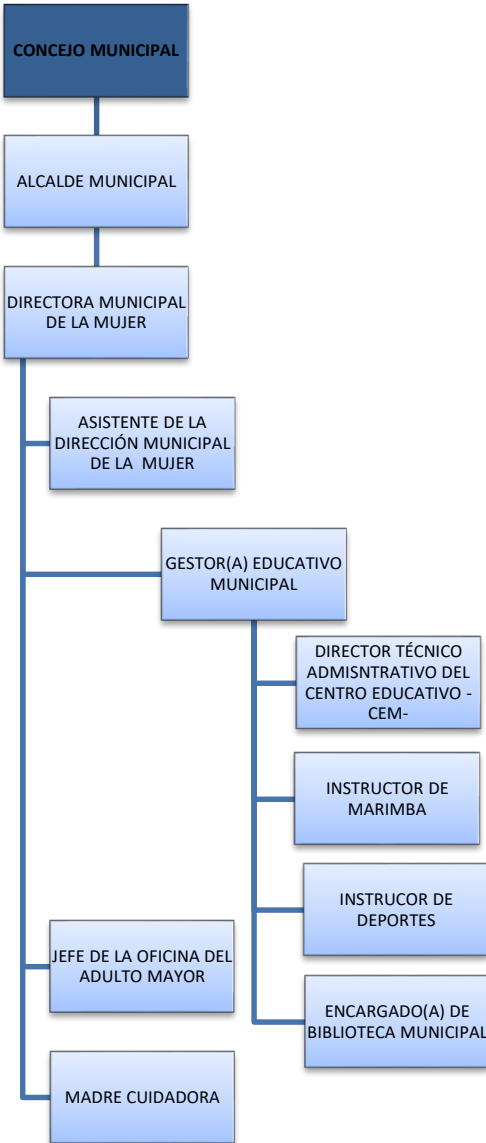 CONCEJO MUNICIPAL
ALCALDE MUNICIPAL
DIRECTORA MUNICIPAL
DE LA MUJER
ASISTENTE DE LA
DIRECCIÓN MUNICIPAL
DE LA MUJER
GESTOR(A) EDUCATIVO
MUNICIPAL
DIRECTOR TÉCNICO
ADMISNTRATIVO DEL
CENTRO EDUCATIVO -
CEM-
INSTRUCTOR DE
MARIMBA
INSTRUCOR DE
DEPORTES
ENCARGADO(A) DE
BIBLIOTECA MUNICIPAL
JEFE DE LA OFICINA DEL
ADULTO MAYOR
MADRE CUIDADORA